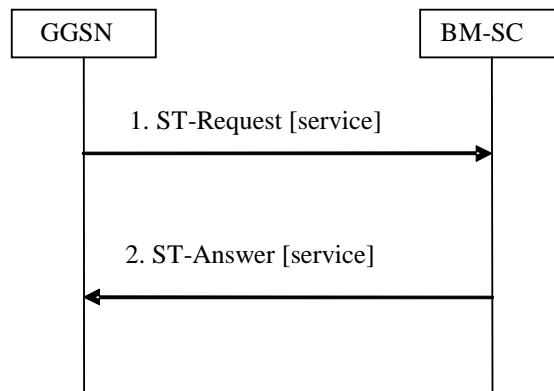 GGSN
BM-SC
1. ST-Request [service]
2. ST-Answer [service]